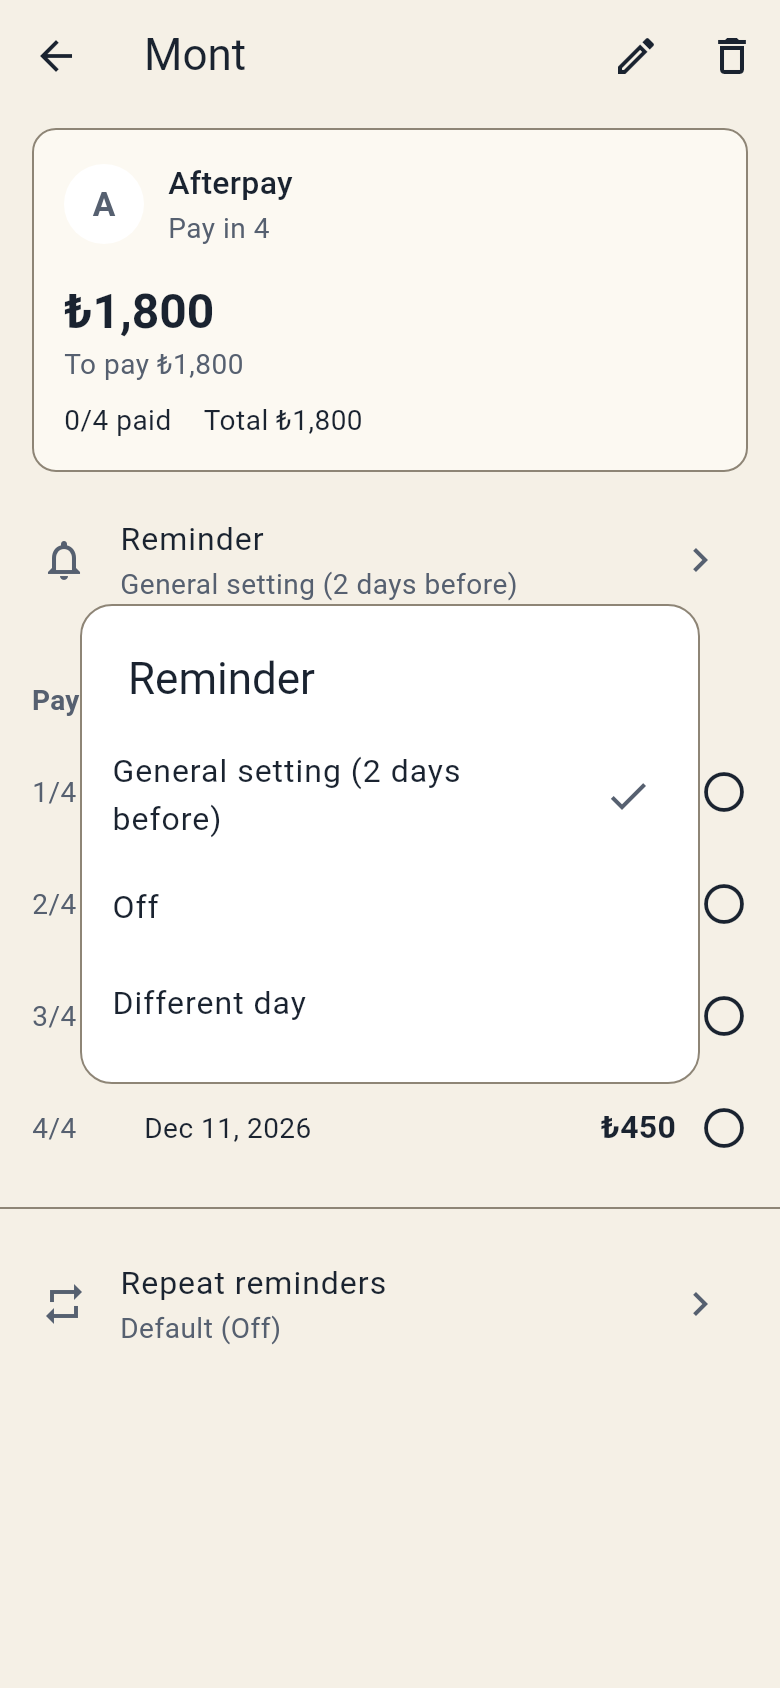 Mont
A
Afterpay
Pay in 4
₺1,800
To pay ₺1,800
0/4 paid Total ₺1,800
Reminder
General setting (2 days before)
Reminder
General setting (2 days
before)
Off
Different day
Pay
1/4
2/4
3/4
4/4 Dec 11, 2026 ₺450
Repeat reminders
Default (Off)